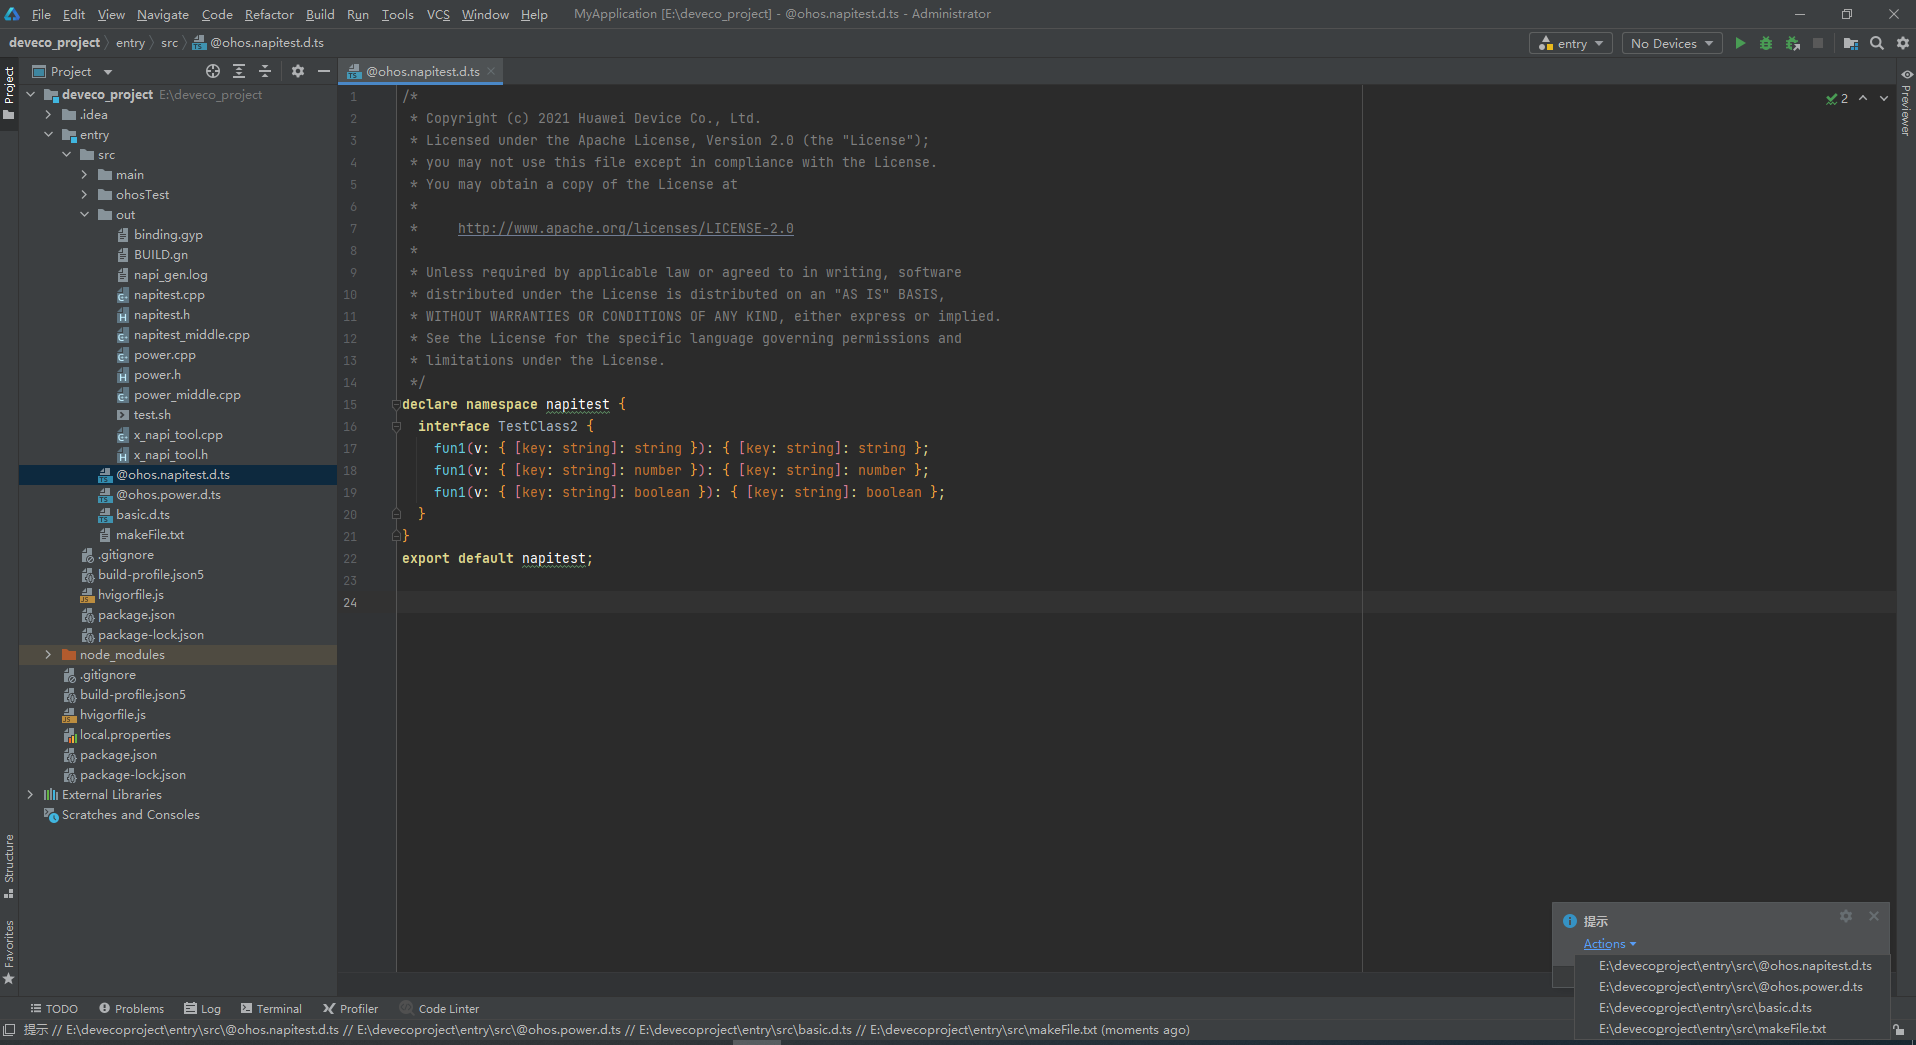 File Edit View Navigate Code Refactor Build Run Tools VCS Window Help MyApplication [E:\deveco_project] - @ohos.napitest.d.ts - Administrator
deveco_project entry src @ohos.napitest.d.ts entry No Devices
Project
Project
@ohos.napitest.d.ts
Previewer
deveco_project E:\deveco_project
.idea
entry
src
main
ohosTest
out
binding.gyp
BUILD.gn
napi_gen.log
napitest.cpp
napitest.h
napitest_middle.cpp
power.cpp
power.h
power_middle.cpp
test.sh
x_napi_tool.cpp
x_napi_tool.h
@ohos.napitest.d.ts
@ohos.power.d.ts
basic.d.ts
makeFile.txt
.gitignore
build-profile.json5
hvigorfile.js
package.json
package-lock.json
node_modules
.gitignore
build-profile.json5
hvigorfile.js
local.properties
package.json
package-lock.json
External Libraries
Scratches and Consoles
Structure
Favorites
2
1 /*
2 * Copyright (c) 2021 Huawei Device Co., Ltd.
3 * Licensed under the Apache License, Version 2.0 (the "License");
4 * you may not use this file except in compliance with the License.
5 * You may obtain a copy of the License at
6 *
7 * http://www.apache.org/licenses/LICENSE-2.0
8 *
9 * Unless required by applicable law or agreed to in writing, software
10 * distributed under the License is distributed on an "AS IS" BASIS,
11 * WITHOUT WARRANTIES OR CONDITIONS OF ANY KIND, either express or implied.
12 * See the License for the specific language governing permissions and
13 * limitations under the License.
14 */
15 declare namespace napitest {
16 interface TestClass2 {
17 fun1(v: { [key: string]: string }): { [key: string]: string };
18 fun1(v: { [key: string]: number }): { [key: string]: number };
19 fun1(v: { [key: string]: boolean }): { [key: string]: boolean };
20 }
21 }
22 export default napitest;
23
24
提示
Actions
E:\devecoproject\entry\src\@ohos.napitest.d.ts
E:\devecoproject\entry\src\@ohos.power.d.ts
E:\devecoproject\entry\src\basic.d.ts
E:\devecoproject\entry\src\makeFile.txt
TODO Problems Log Terminal Profiler Code Linter
提示 // E:\devecoproject\entry\src\@ohos.napitest.d.ts // E:\devecoproject\entry\src\@ohos.power.d.ts // E:\devecoproject\entry\src\basic.d.ts // E:\devecoproject\entry\src\makeFile.txt (moments ago)